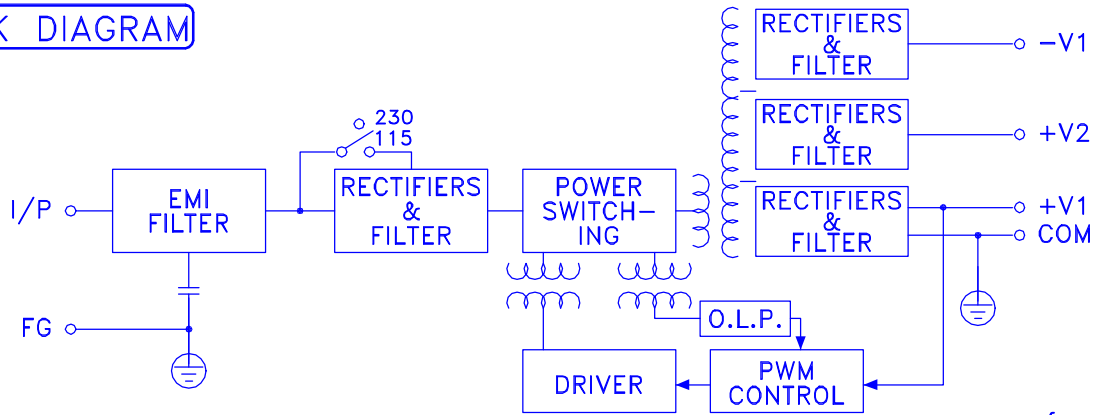 K DIAGRAM
RECTIFIERS
&
FILTER
-V1
230
115
RECTIFIERS
&
FILTER
+V2
I/P
EMI
FILTER
RECTIFIERS
&
FILTER
POWER
SWITCH-
ING
RECTIFIERS
&
FILTER
+V1
COM
FG
O.L.P.
DRIVER
PWM
CONTROL